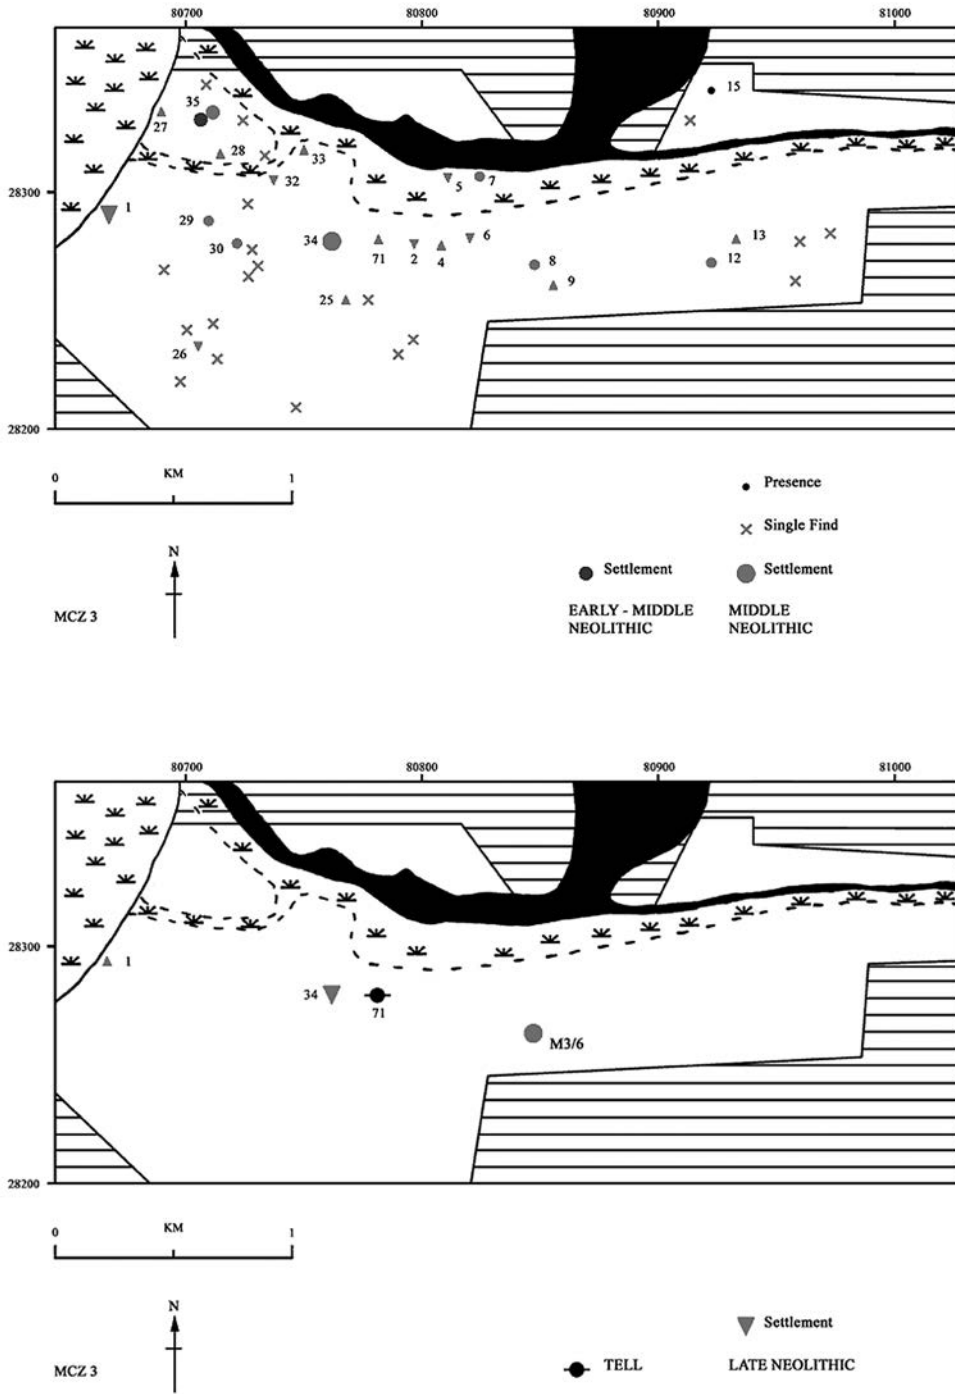 80700 80800 80900 81000
35
15
27
28
33
5 7
32
28300
1
29
6
34
13
30
71 2 4
8
12
9
25
26
28200
0 KM 1
Presence
Single Find
N
Settlement Settlement
MCZ 3
EARLY - MIDDLE NEOLITHIC
MIDDLE NEOLITHIC
80700 80800 80900 81000
28300
1
34
71
M3/6
28200
0 KM 1
N
Settlement
MCZ 3
TELL
LATE NEOLITHIC